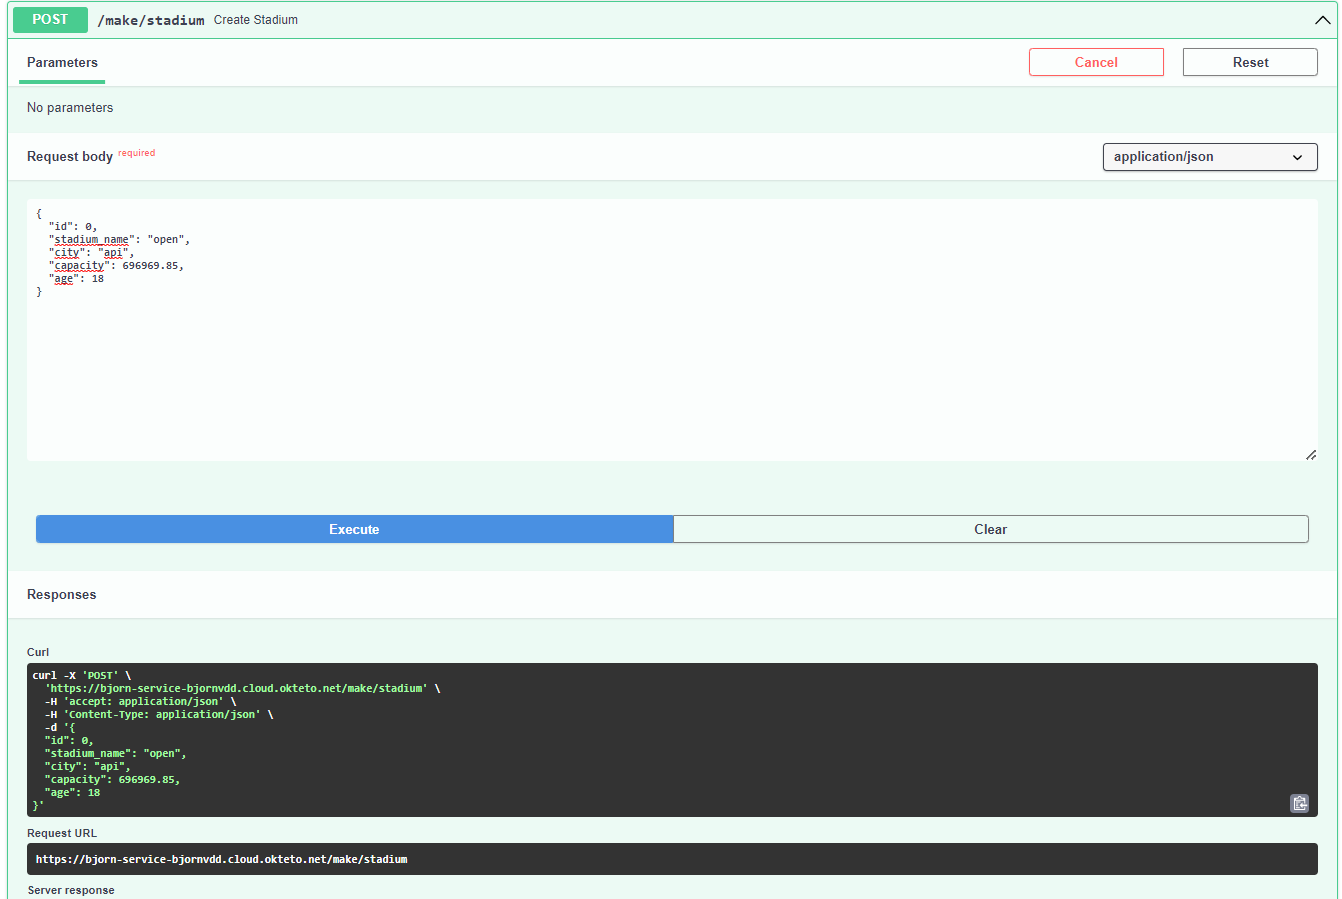 POST /make/stadium Create Stadium
Parameters
Cancel
Reset
No parameters
Request body required
application/json
{
  "id": 0,
  "stadium_name": "open",
  "city": "api",
  "capacity": 696969.85,
  "age": 18
}
Execute
Clear
Responses
Curl
curl -X 'POST' \
  'https://bjorn-service-bjornvdd.cloud.okteto.net/make/stadium' \
  -H 'accept: application/json' \
  -H 'Content-Type: application/json' \
  -d '{
  "id": 0,
  "stadium_name": "open",
  "city": "api",
  "capacity": 696969.85,
  "age": 18
}'
Request URL
https://bjorn-service-bjornvdd.cloud.okteto.net/make/stadium
Server response